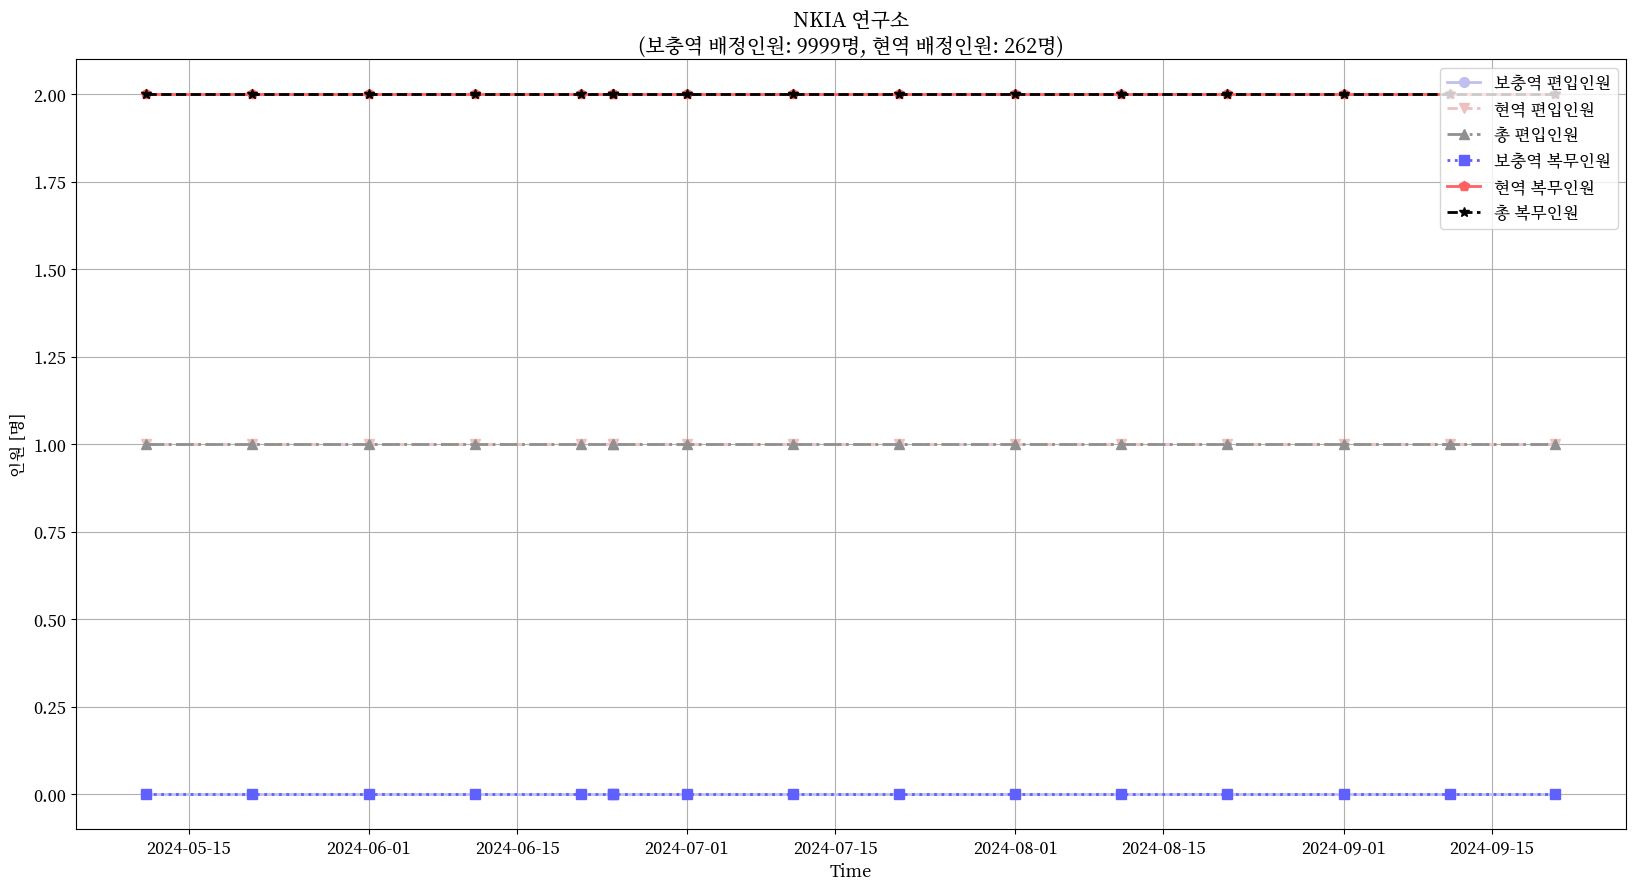 NKIA 연구소
(보충역 배정인원: 9999명, 현역 배정인원: 262명)
보충역 편입인원
현역 편입인원
총 편입인원
보충역 복무인원
현역 복무인원
총 복무인원
인원 [명]
2.00
1.75
1.50
1.25
1.00
0.75
0.50
0.25
0.00
2024-05-15 2024-06-01 2024-06-15 2024-07-01 2024-07-15 2024-08-01 2024-08-15 2024-09-01 2024-09-15
Time